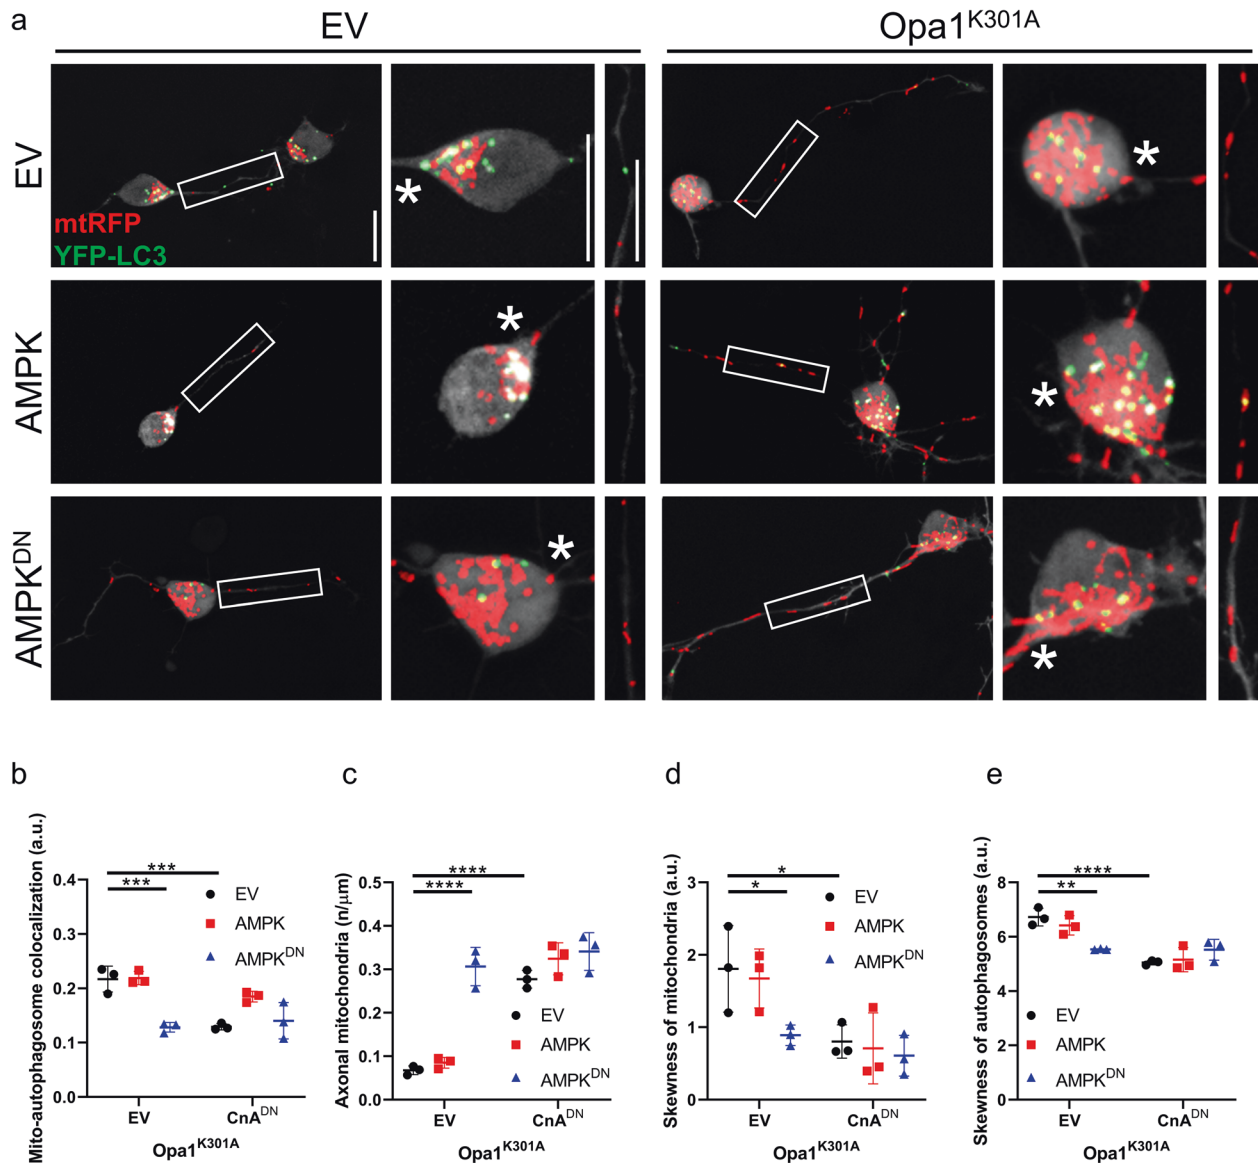 a
EV
Opa1K301A
EV
mtRFP
YFP-LC3
*
*
AMPK
*
*
AMPKDN
*
*
b
c
d
e
Mito-autophagosome colocalization (a.u.)
***
***
0.4
0.3
0.2
0.1
0.0
EV
AMPK
AMPKDN
EV
CnADN
Opa1K301A
Axonal mitochondria (n/μm)
****
****
0.5
0.4
0.3
0.2
0.1
0.0
EV
AMPK
AMPKDN
EV
CnADN
Opa1K301A
Skewness of mitochondria (a.u.)
*
*
3
2
1
0
EV
AMPK
AMPKDN
EV
CnADN
Opa1K301A
Skewness of autophagosomes (a.u.)
****
**
8
6
4
2
0
EV
AMPK
AMPKDN
EV
CnADN
Opa1K301A